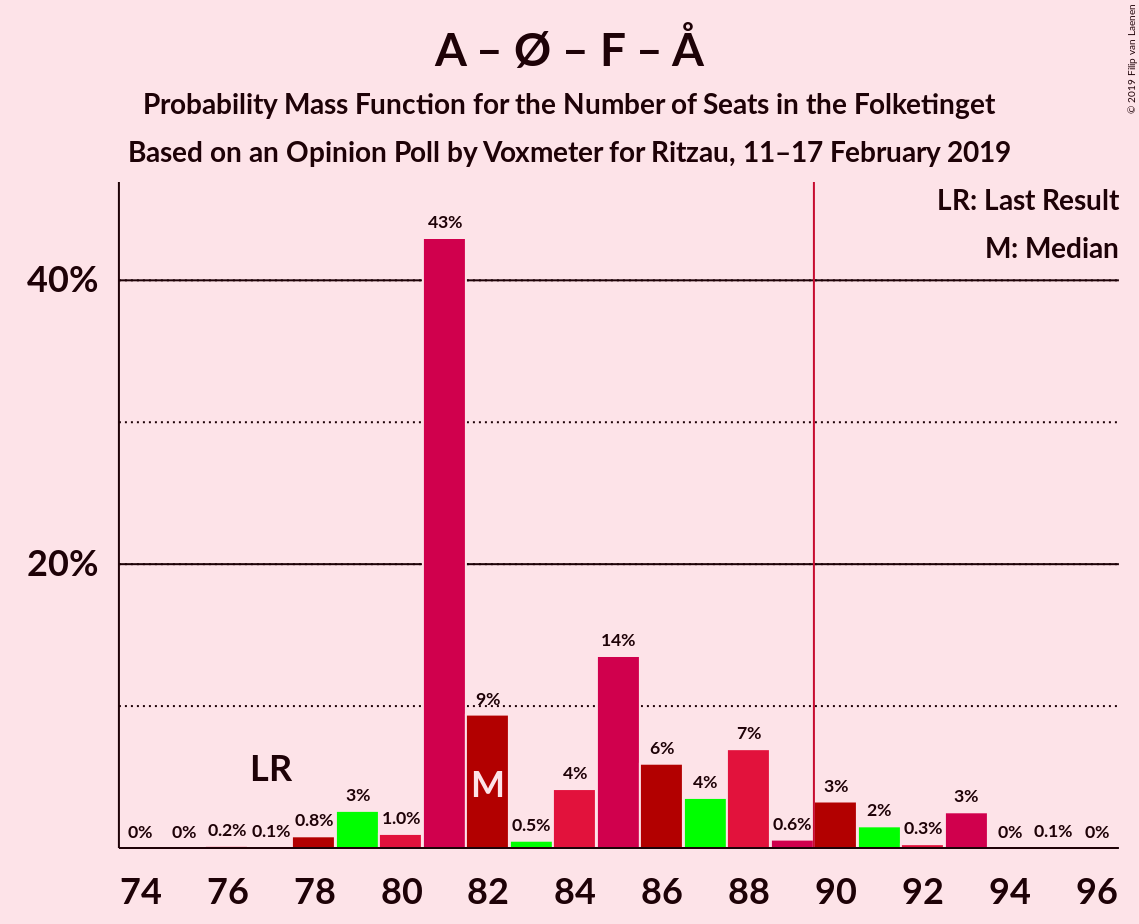 A – Ø – F – Å
Probability Mass Function for the Number of Seats in the Folketinget
Based on an Opinion Poll by Voxmeter for Ritzau, 11–17 February 2019
© 2019 Filip van Laenen
LR: Last Result
M: Median
40%
20%
0%
0%
0.2%
0.1%
0.8%
3%
1.0%
43%
9%
0.5%
4%
14%
6%
4%
7%
0.6%
3%
2%
0.3%
3%
0%
0.1%
0%
LR
M
74 76 78 80 82 84 86 88 90 92 94 96